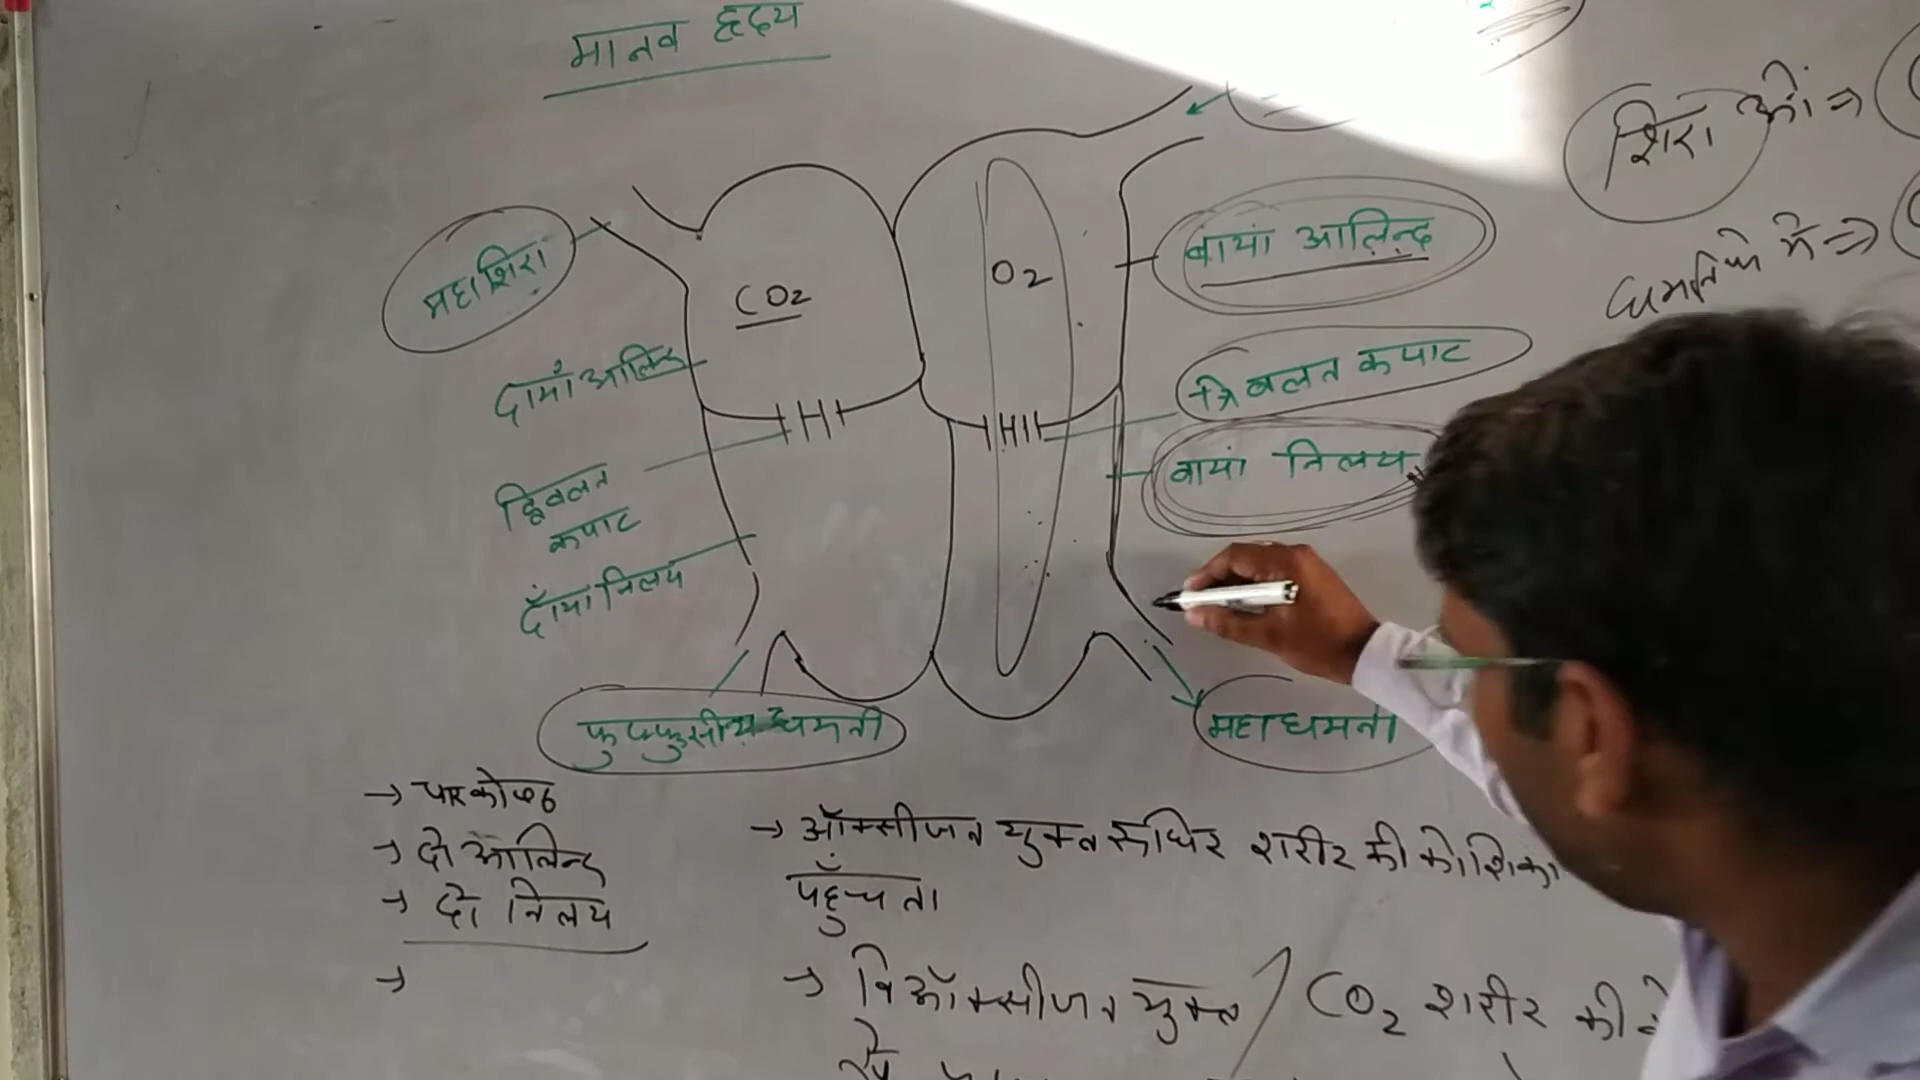 मानव हृदय
शिरा ओं ⇒
धमनियो में ⇒
महाशिरा
CO₂
O₂
बायां आलिन्द
दायाँ आलिन्द
त्रिवलन कपाट
द्विवलन
कपाट
बायां निलय
दाँया निलय
फुफ्फुसीय धमनी
महाधमनी
→ चार कोष्ठ
→ दो आलिन्द
→ दो निलय
→
→ ऑक्सीजन युक्त रूधिर शरीर की कोशिका
पहुँचता
→ विऑक्सीजन युक्त / CO₂ शरीर की
से